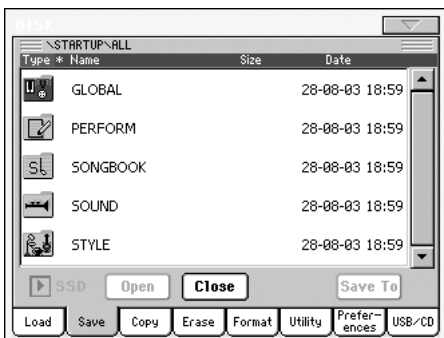 DISK
\STARTUP\ALL
Type * Name Size Date
GLOBAL 28-08-03 18:59
PERFORM 28-08-03 18:59
SONGBOOK 28-08-03 18:59
SOUND 28-08-03 18:59
STYLE 28-08-03 18:59
SSD Open Close Save To
Load Save Copy Erase Format Utility Prefer-ences USB/CD